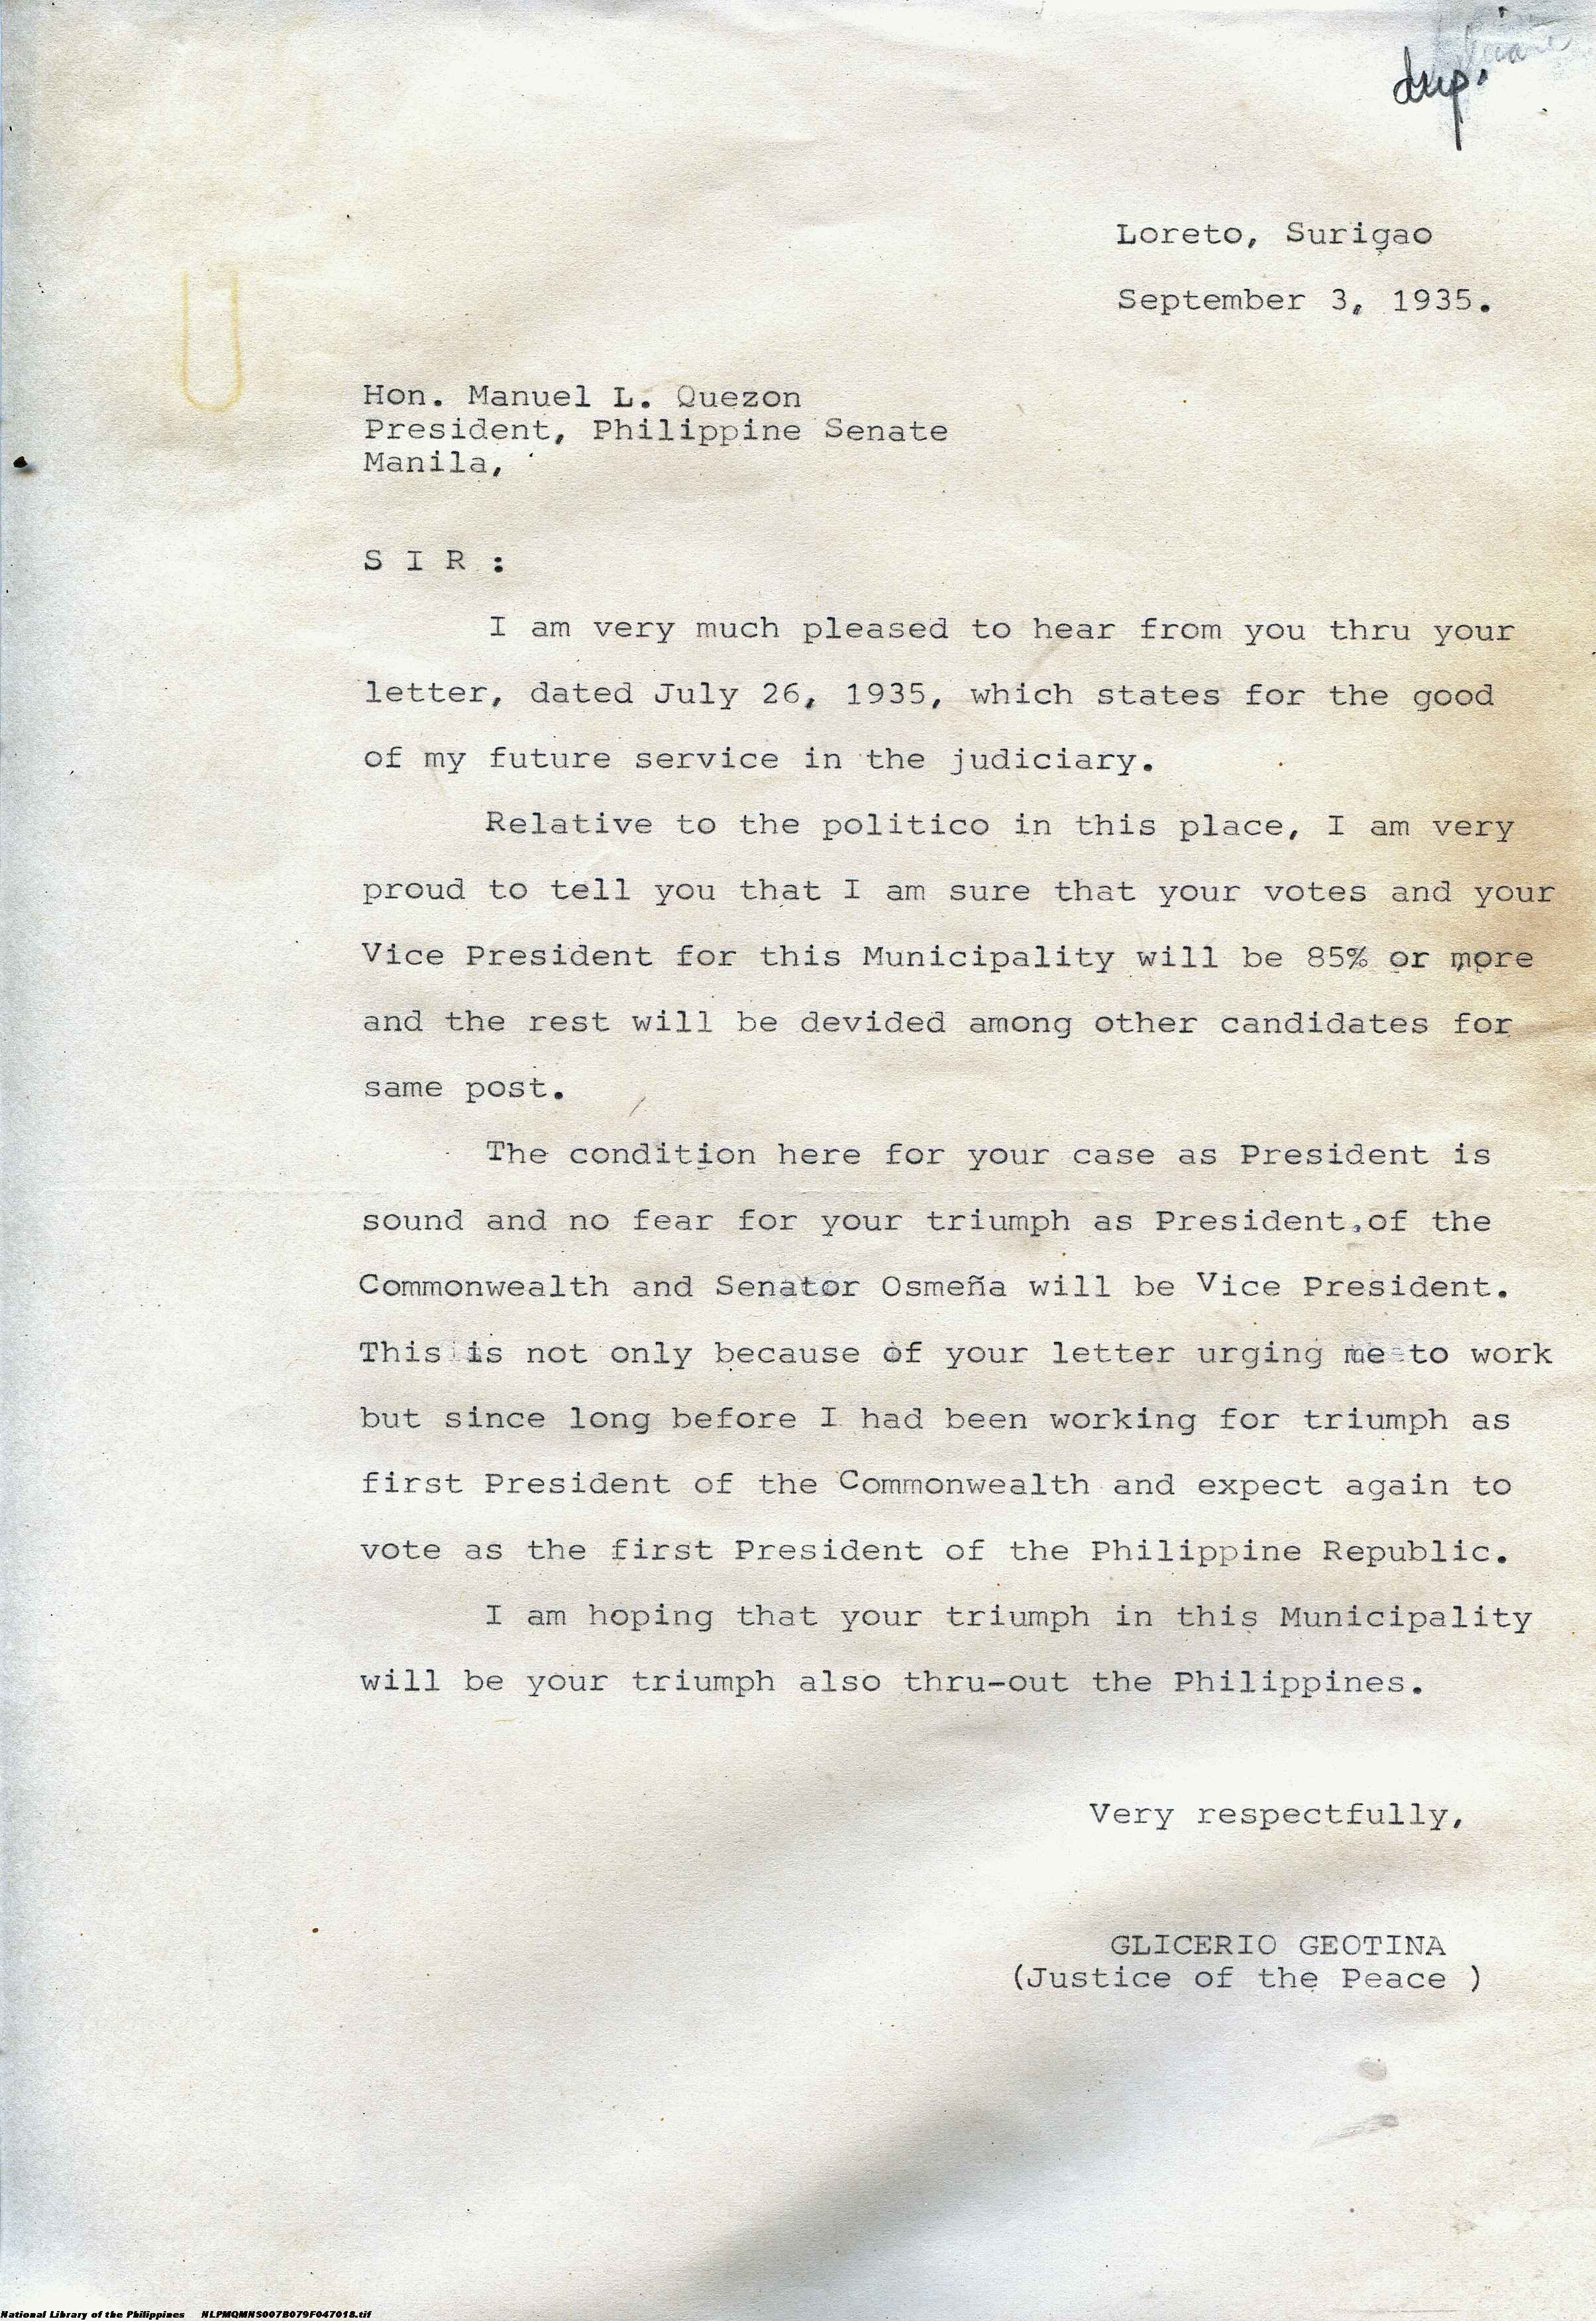 dup.
Loreto, Surigao
September 3, 1935.
Hon. Manuel L. Quezon
President, Philippine Senate
Manila,
S I R :
I am very much pleased to hear from you thru your
letter, dated July 26, 1935, which states for the good
of my future service in the judiciary.
Relative to the politico in this place, I am very
proud to tell you that I am sure that your votes and your
Vice President for this Municipality will be 85% or more
and the rest will be devided among other candidates for
same post.
The condition here for your case as President is
sound and no fear for your triumph as President,of the
Commonwealth and Senator Osmeña will be Vice President.
This is not only because of your letter urging me to work
but since long before I had been working for triumph as
first President of the Commonwealth and expect again to
vote as the first President of the Philippine Republic.
I am hoping that your triumph in this Municipality
will be your triumph also thru-out the Philippines.
Very respectfully,
GLICERIO GEOTINA
(Justice of the Peace )
National Library of the Philippines NLPMQMNS007B079F047018.tif